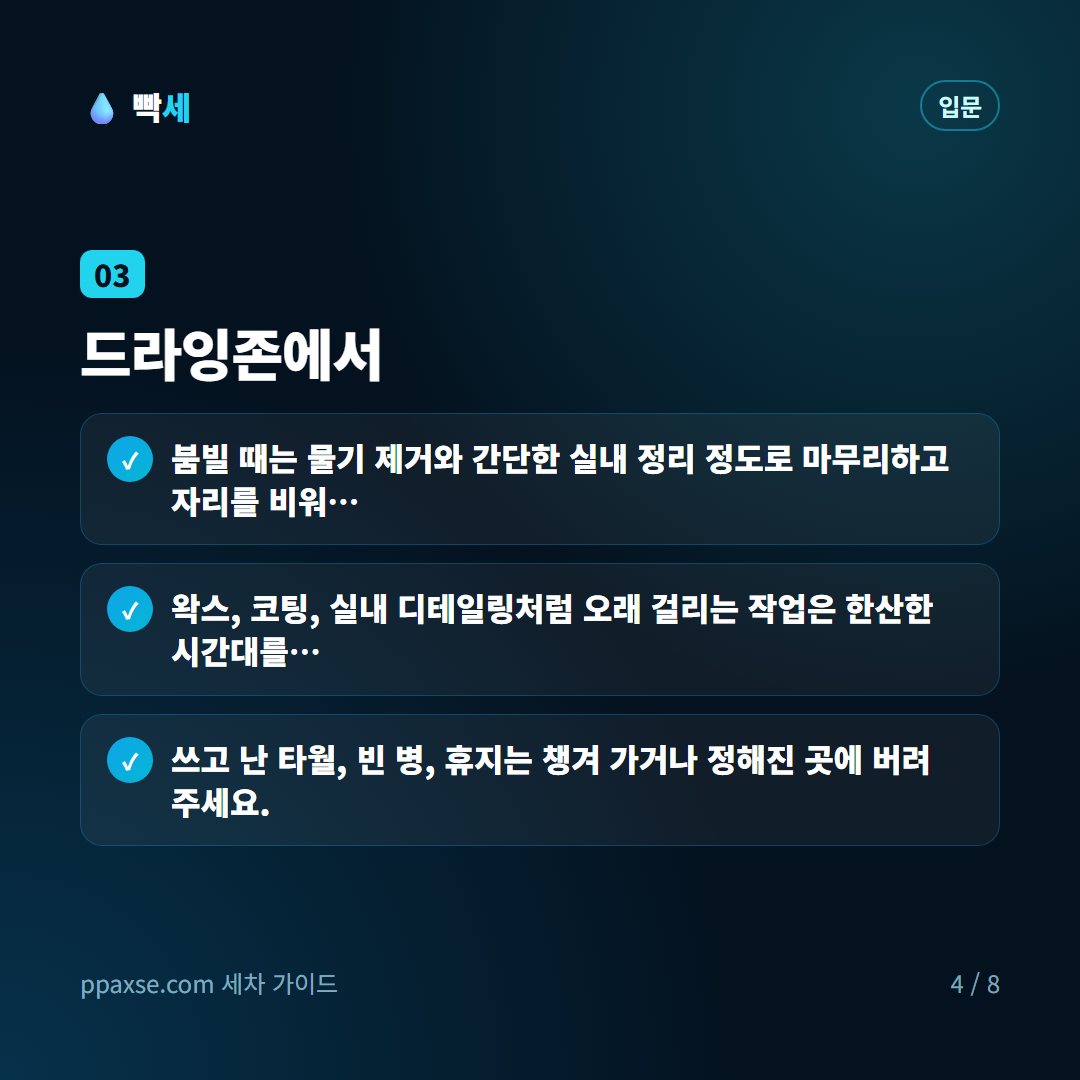 빡세
입문
03
드라잉존에서
붐빌 때는 물기 제거와 간단한 실내 정리 정도로 마무리하고
자리를 비워…
왁스, 코팅, 실내 디테일링처럼 오래 걸리는 작업은 한산한
시간대를…
쓰고 난 타월, 빈 병, 휴지는 챙겨 가거나 정해진 곳에 버려
주세요.
ppaxse.com 세차 가이드
4 / 8